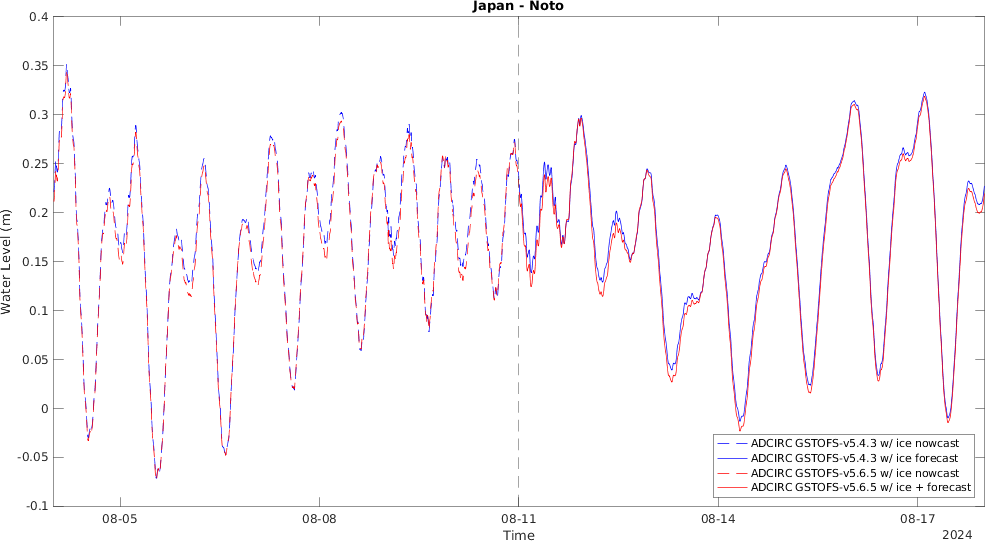 Japan - Noto
0.4
0.35
0.3
0.25
0.2
0.15
0.1
0.05
0
-0.05
-0.1
Water Level (m)
08-05
08-08
08-11
08-14
08-17
Time
2024
ADCIRC GSTOFS-v5.4.3 w/ ice nowcast
ADCIRC GSTOFS-v5.4.3 w/ ice forecast
ADCIRC GSTOFS-v5.6.5 w/ ice nowcast
ADCIRC GSTOFS-v5.6.5 w/ ice + forecast